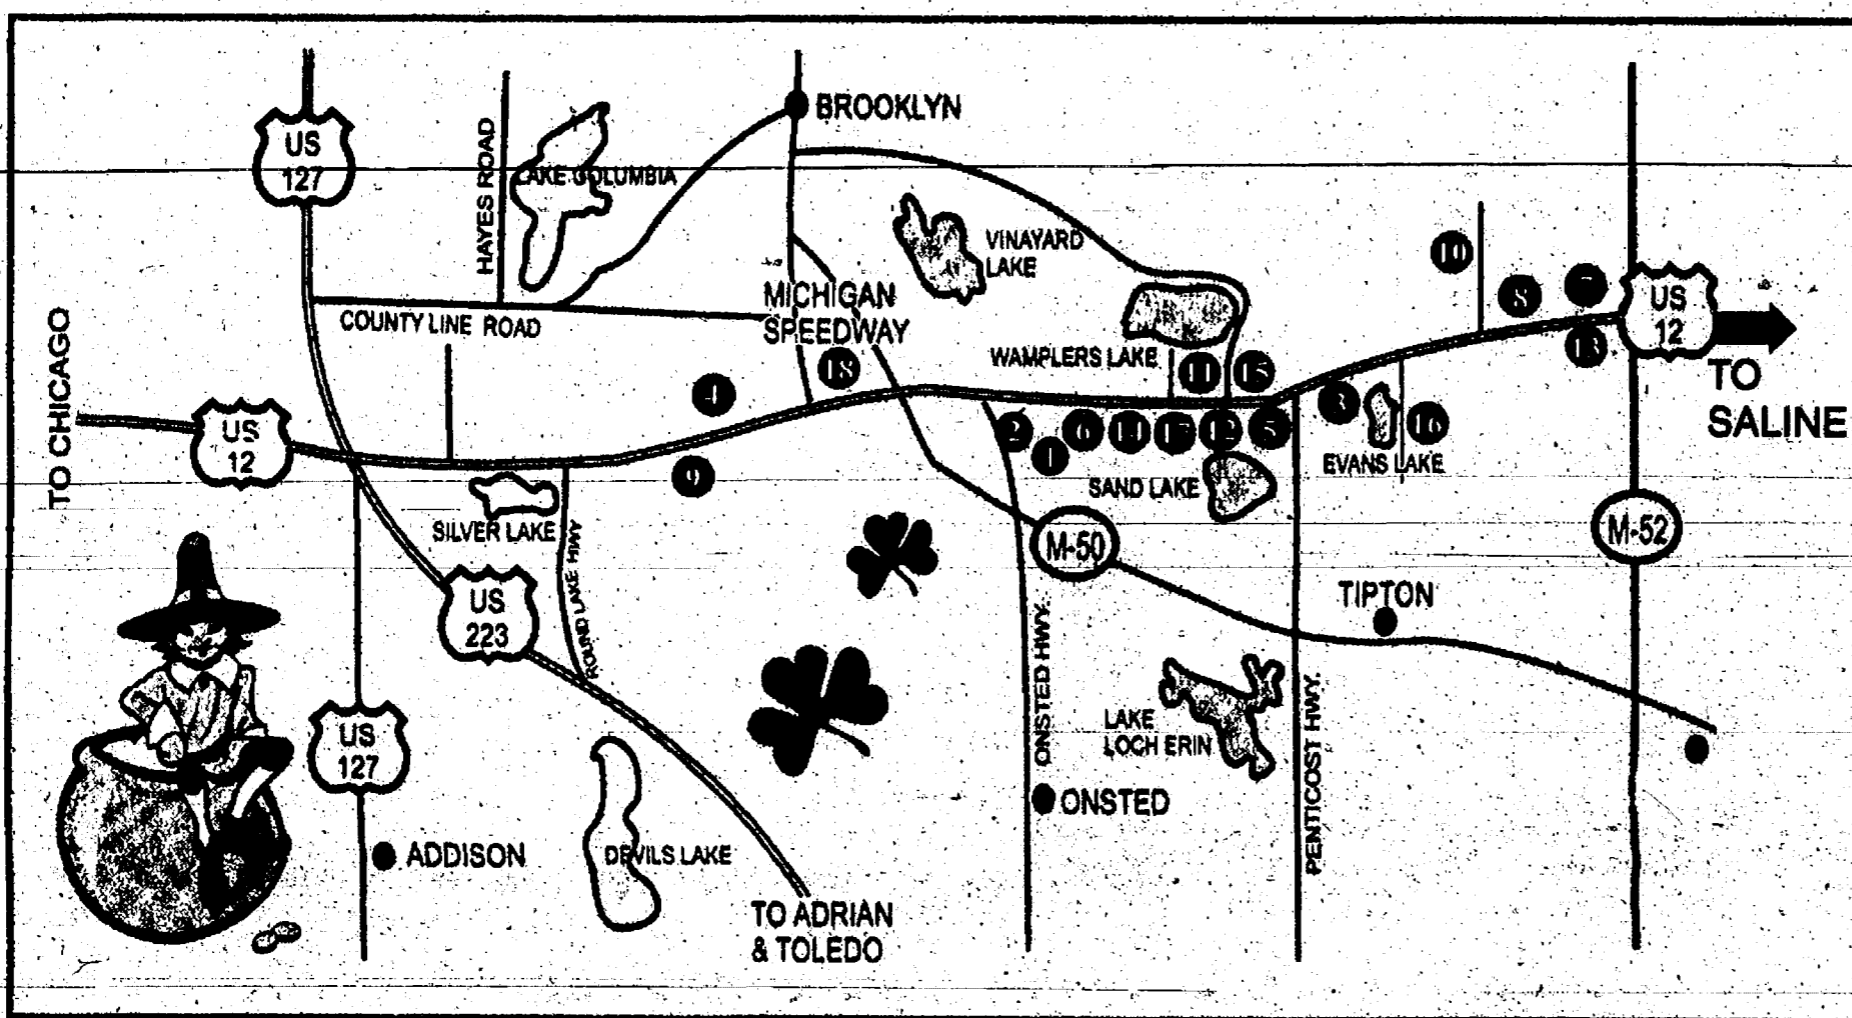 BROOKLYN
US
127
HAYES ROAD
LAKE COLUMBIA
VINAYARD
LAKE
10
8
7
US
12
13
TO
SALINE
MICHIGAN
SPEEDWAY
COUNTY LINE ROAD
TO CHICAGO
WAMPLERS LAKE
11
15
18
4
3
16
EVANS LAKE
US
12
2
1
6
17
12
5
9
SAND LAKE
SILVER LAKE
ROUND LAKE HWY
M-50
M-52
US
223
TIPTON
ONSTED HWY.
PENTICOST HWY.
LAKE
LOCH ERIN
US
127
ONSTED
ADDISON
DEVILS LAKE
TO ADRIAN
& TOLEDO